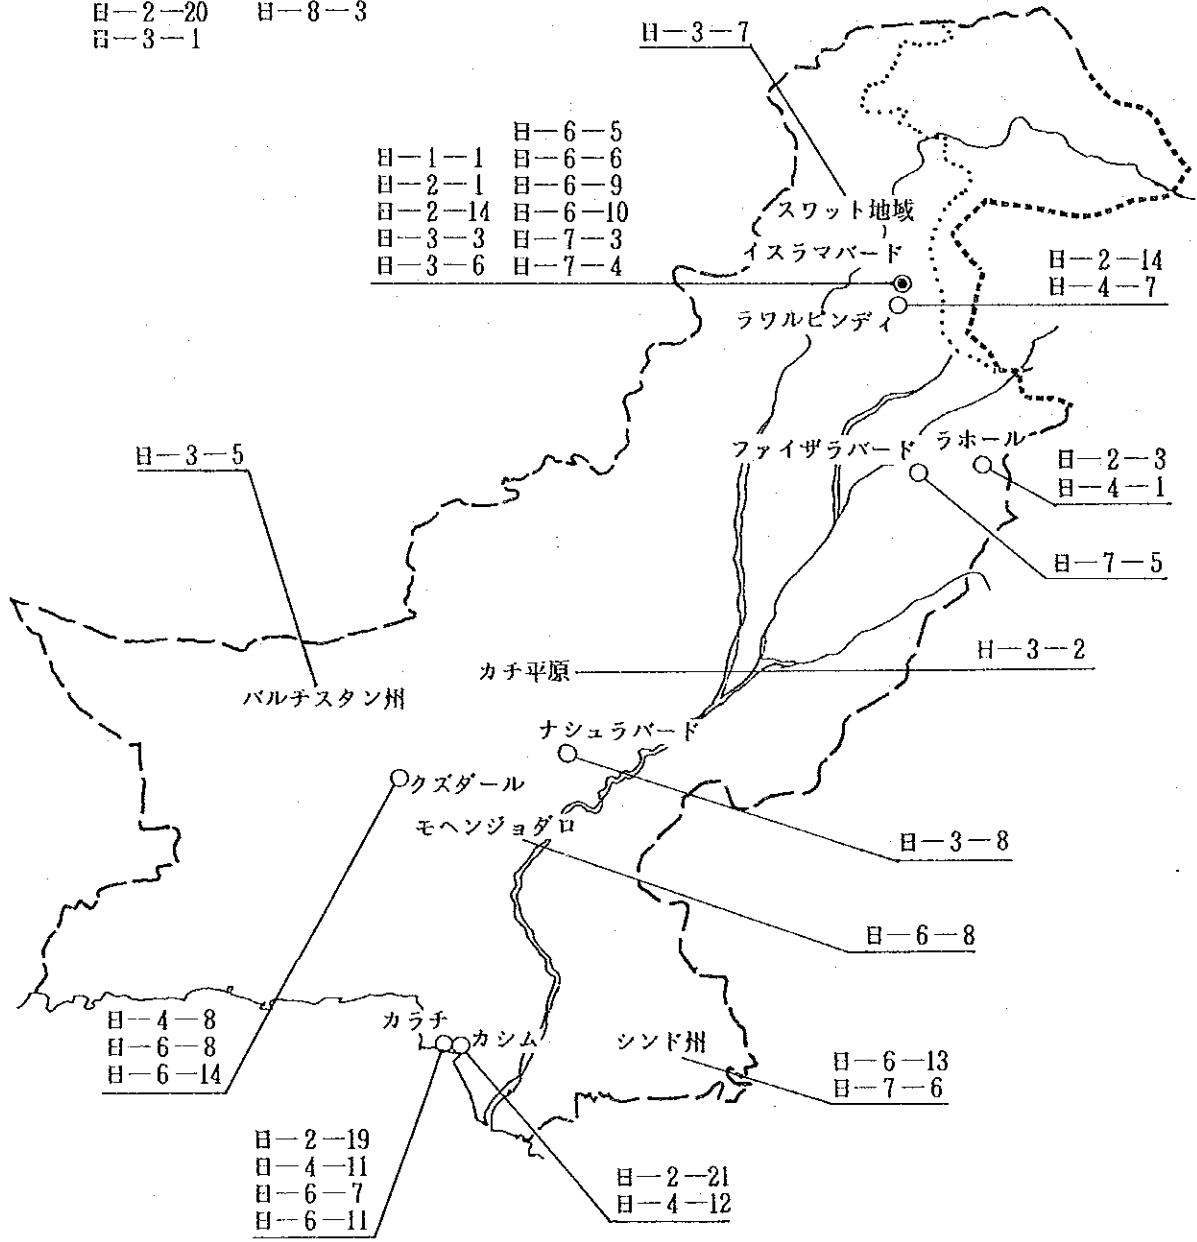 日－2－20 日－8－3
日－3－1
日－3－7
日－6－5
日－1－1 日－6－6
日－2－1 日－6－9
日－2－14 日－6－10
日－3－3 日－7－3
日－3－6 日－7－4
スワット地域
イスラマバード
日－2－14
日－4－7
ラワルピンディ
ファイザラバード
ラホール
日－2－3
日－4－1
日－3－5
日－7－5
カチ平原
日－3－2
バルチスタン州
ナシュラバード
クズダール
モヘンジョダロ
日－3－8
日－6－8
日－4－8
日－6－8
日－6－14
カラチ
カシム
シンド州
日－6－13
日－7－6
日－2－19
日－4－11
日－6－7
日－6－11
日－2－21
日－4－12